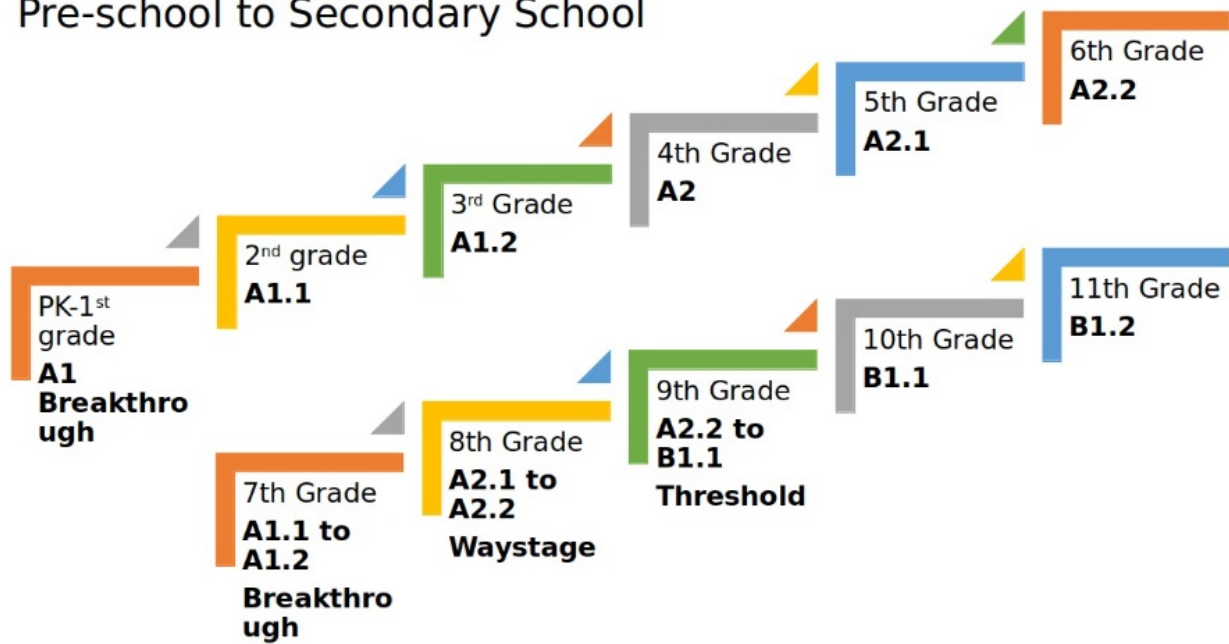 Pre-school to Secondary School
PK-1st
grade
A1
Breakthro
ugh
2nd grade
A1.1
3rd Grade
A1.2
4th Grade
A2
5th Grade
A2.1
6th Grade
A2.2
7th Grade
A1.1 to
A1.2
Breakthro
ugh
8th Grade
A2.1 to
A2.2
Waystage
9th Grade
A2.2 to
B1.1
Threshold
10th Grade
B1.1
11th Grade
B1.2